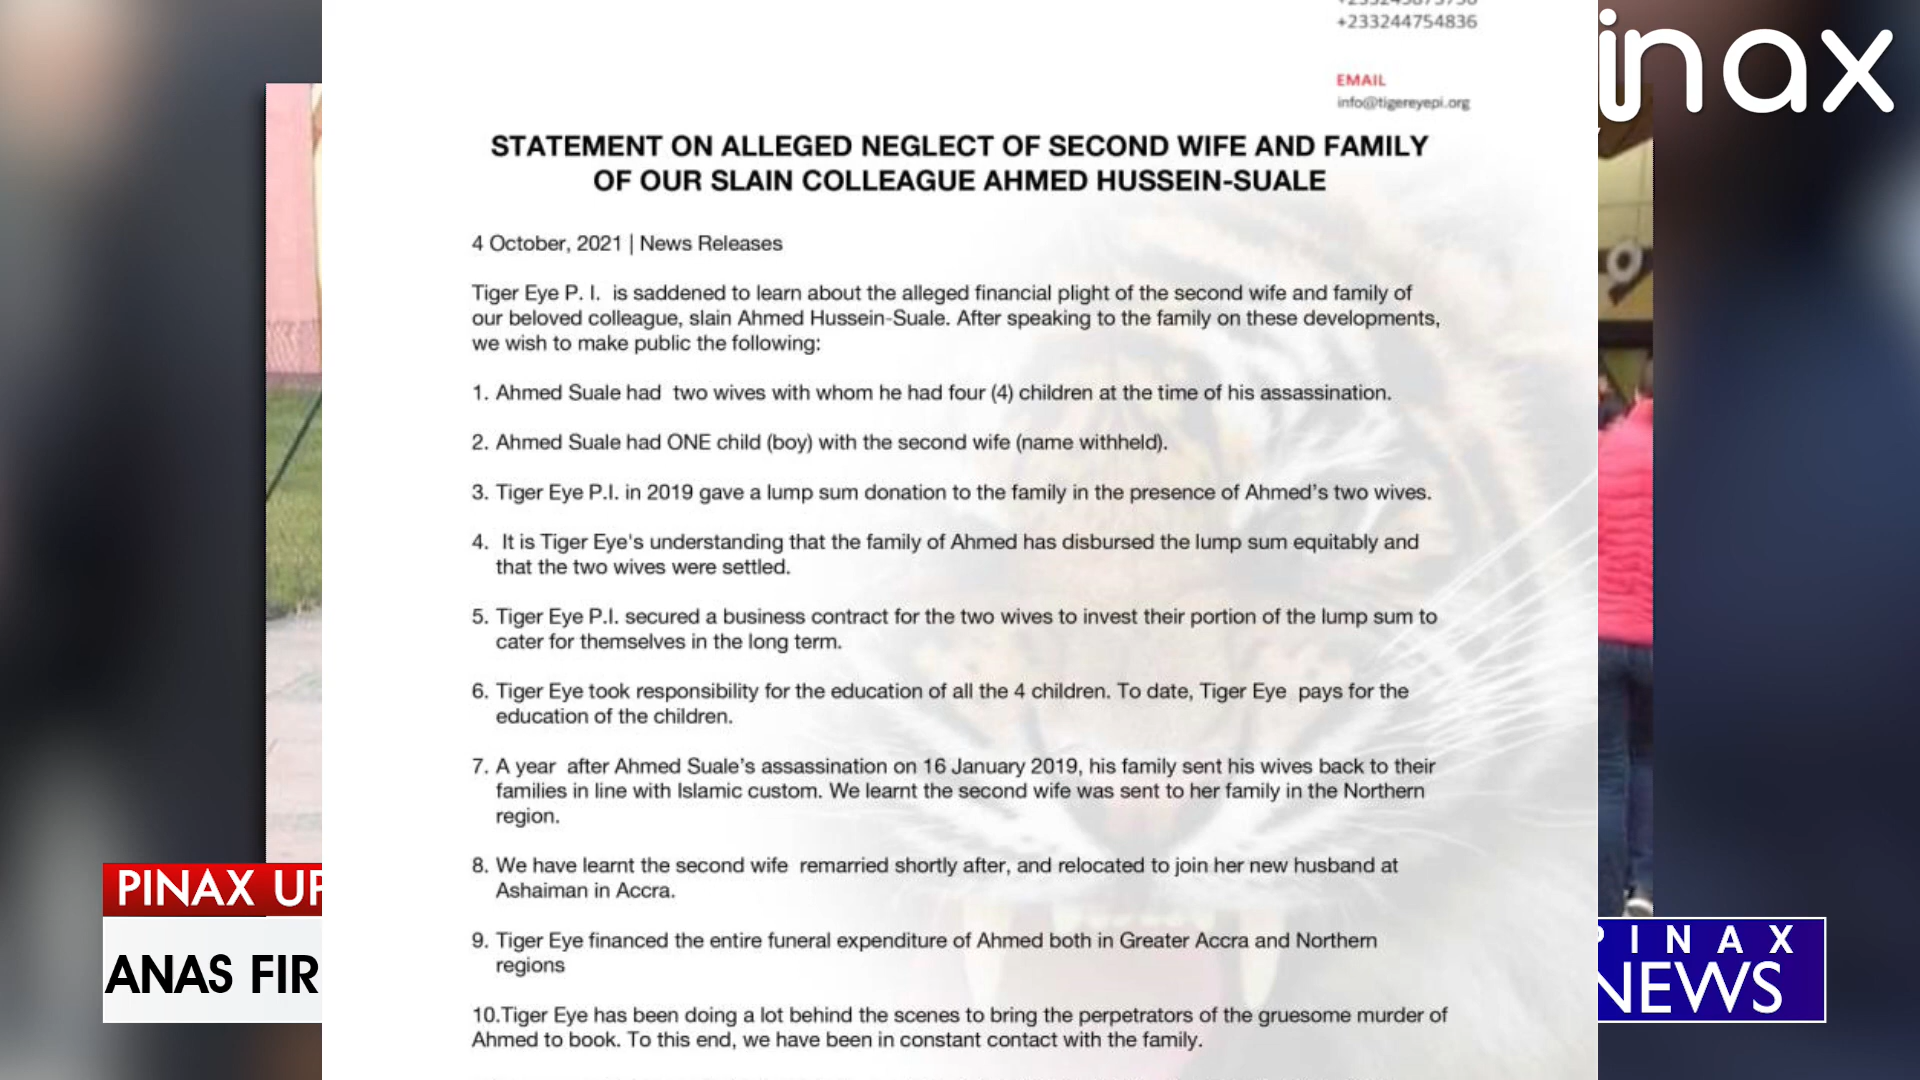 +233244754836
EMAIL
info@tigereyepi.org
inax
STATEMENT ON ALLEGED NEGLECT OF SECOND WIFE AND FAMILY
OF OUR SLAIN COLLEAGUE AHMED HUSSEIN-SUALE
4 October, 2021 | News Releases
Tiger Eye P. I. is saddened to learn about the alleged financial plight of the second wife and family of
our beloved colleague, slain Ahmed Hussein-Suale. After speaking to the family on these developments,
we wish to make public the following:
1. Ahmed Suale had two wives with whom he had four (4) children at the time of his assassination.
2. Ahmed Suale had ONE child (boy) with the second wife (name withheld).
3. Tiger Eye P.I. in 2019 gave a lump sum donation to the family in the presence of Ahmed's two wives.
4. It is Tiger Eye's understanding that the family of Ahmed has disbursed the lump sum equitably and
that the two wives were settled.
5. Tiger Eye P.I. secured a business contract for the two wives to invest their portion of the lump sum to
cater for themselves in the long term.
6. Tiger Eye took responsibility for the education of all the 4 children. To date, Tiger Eye pays for the
education of the children.
7. A year after Ahmed Suale's assassination on 16 January 2019, his family sent his wives back to their
families in line with Islamic custom. We learnt the second wife was sent to her family in the Northern
region.
8. We have learnt the second wife remarried shortly after, and relocated to join her new husband at
Ashaiman in Accra.
9. Tiger Eye financed the entire funeral expenditure of Ahmed both in Greater Accra and Northern
regions
10.Tiger Eye has been doing a lot behind the scenes to bring the perpetrators of the gruesome murder of
Ahmed to book. To this end, we have been in constant contact with the family.
9
PINAX UP
ANAS FIR
PINAX
NEWS